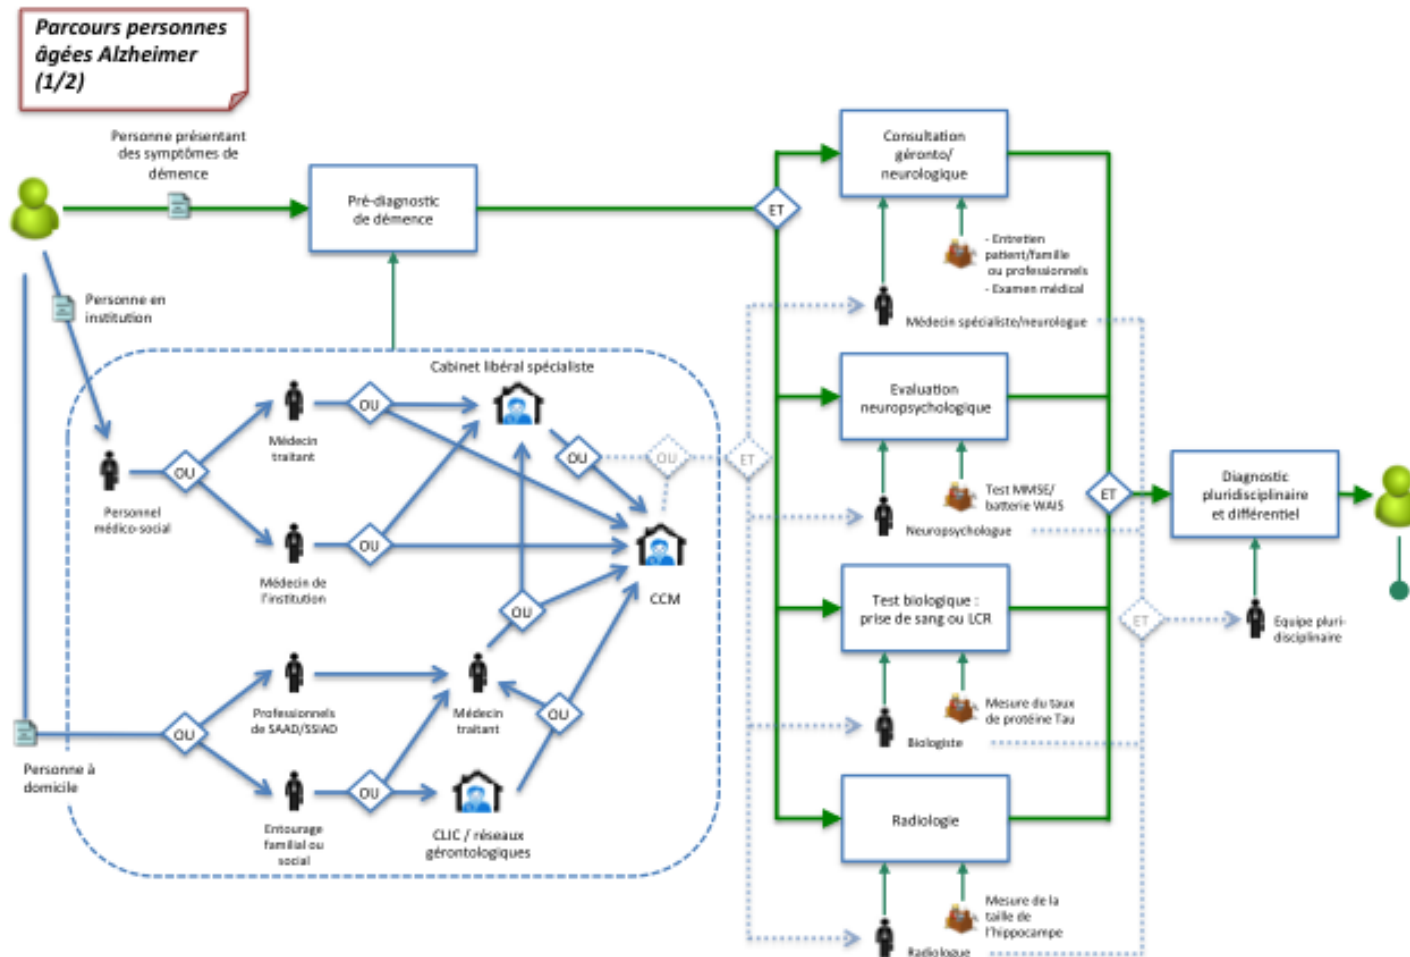 Parcours personnes
âgées Alzheimer
(1/2)
Personne présentant
des symptômes de
démence
Pré-diagnostic
de démence
ET
Consultation
géronto/
neurologique
- Entretien
patient/famille
ou professionnels
- Examen médical
Médecin spécialiste/neurologue
Personne en
institution
Cabinet libéral spécialiste
OU
Médecin
traitant
OU
Personnel
médico-social
OU
Médecin de
l'institution
OU
OU
OU
CCM
ET
Evaluation
neuropsychologique
Test MMSE/
batterie WAIS
Neuropsychologue
ET
Diagnostic
pluridisciplinaire
et différentiel
Equipe pluri-
disciplinaire
ET
Test biologique :
prise de sang ou LCR
Mesure du taux
de protéine Tau
Biologiste
Personne à
domicile
OU
Professionnels
de SAAD/SSIAD
Médecin
traitant
OU
OU
Entourage
familial ou
social
OU
CLIC / réseaux
gérontologiques
Radiologie
Mesure de la
taille de
l'hippocampe
Radiologue